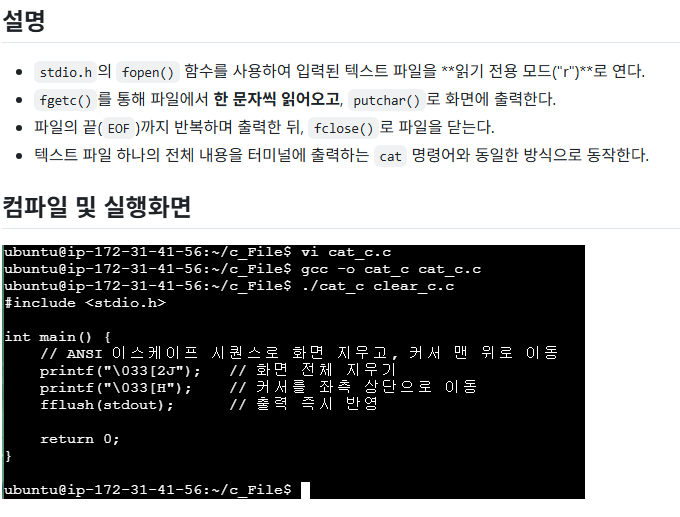 설명
stdio.h의 fopen() 함수를 사용하여 입력된 텍스트 파일을 **읽기 전용 모드("r")**로 연다.
fgetc()를 통해 파일에서 한 문자씩 읽어오고, putchar()로 화면에 출력한다.
파일의 끝(EOF)까지 반복하며 출력한 뒤, fclose()로 파일을 닫는다.
텍스트 파일 하나의 전체 내용을 터미널에 출력하는 cat 명령어와 동일한 방식으로 동작한다.
컴파일 및 실행화면
ubuntu@ip-172-31-41-56:~/c_File$ vi cat_c.c
ubuntu@ip-172-31-41-56:~/c_File$ gcc -o cat_c cat_c.c
ubuntu@ip-172-31-41-56:~/c_File$ ./cat_c clear_c.c
#include <stdio.h>
int main() {
// ANSI 이스케이프 시퀀스로 화면 지우고, 커서 맨 위로 이동
printf("\033[2J");   // 화면 전체 지우기
printf("\033[H");    // 커서를 좌측 상단으로 이동
fflush(stdout);      // 출력 즉시 반영
return 0;
}
ubuntu@ip-172-31-41-56:~/c_File$